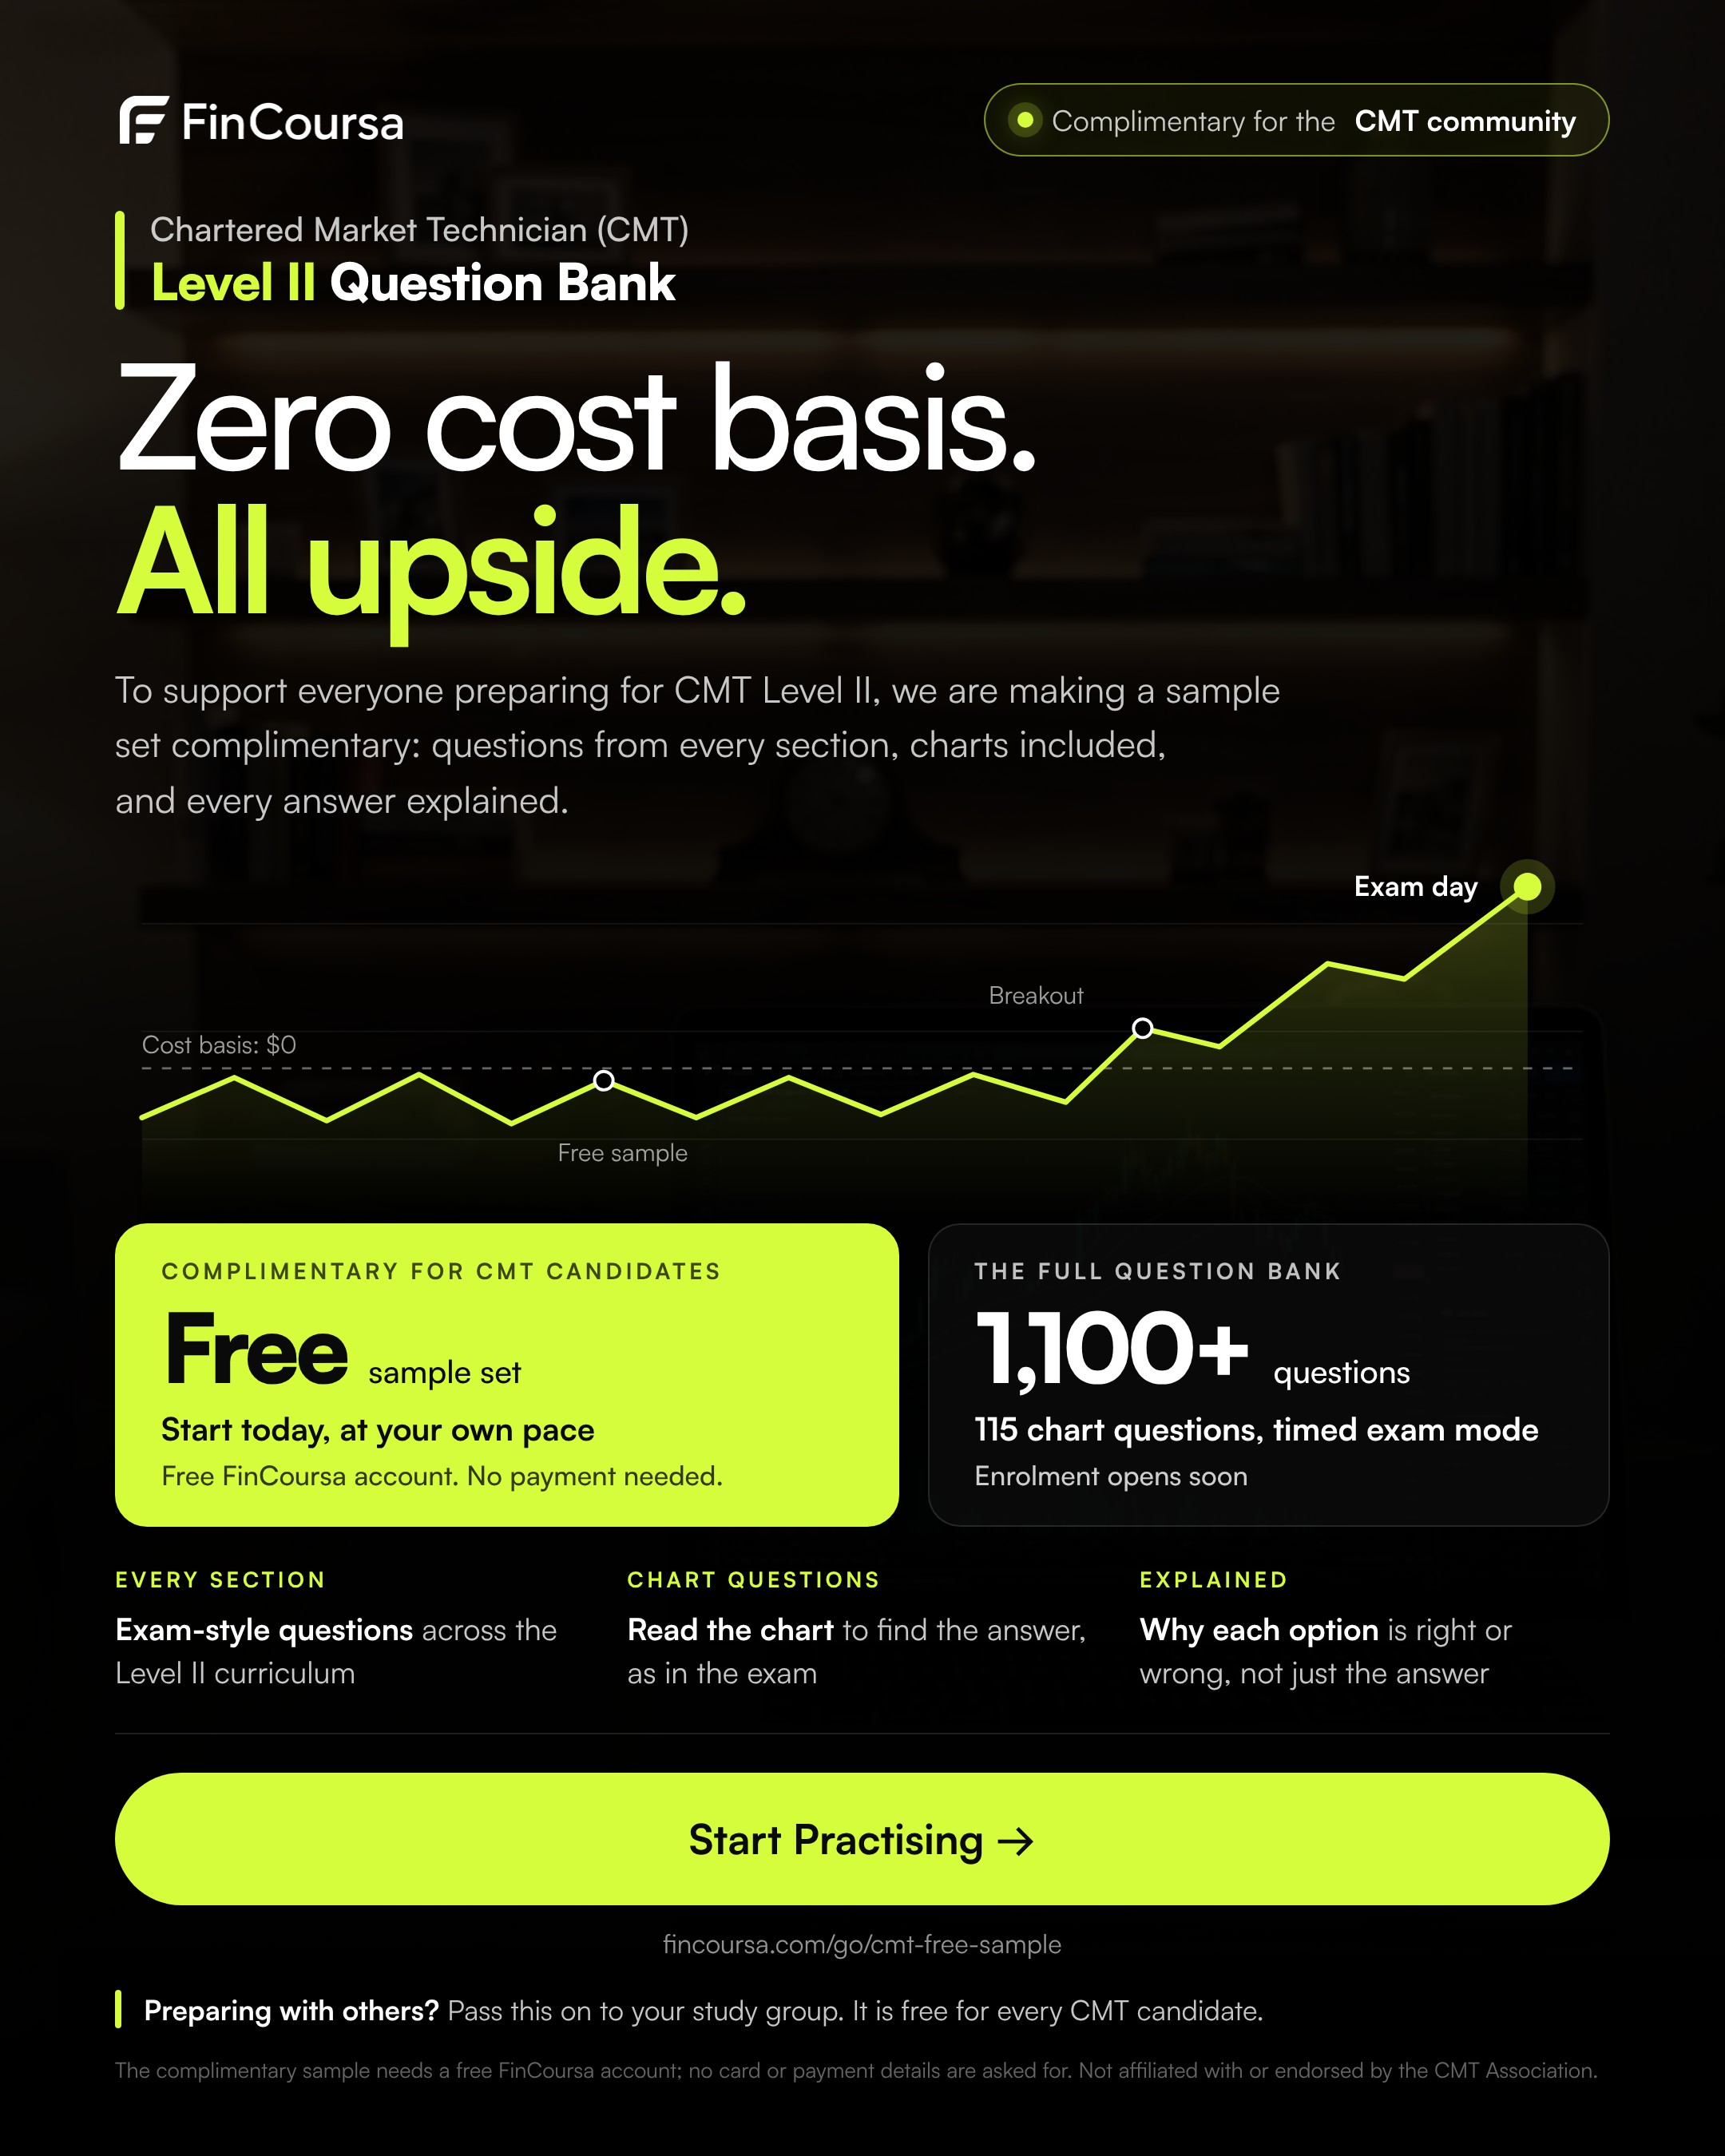 FinCoursa
Complimentary for the CMT community
Chartered Market Technician (CMT)
Level II Question Bank
Zero cost basis.
All upside.
To support everyone preparing for CMT Level II, we are making a sample
set complimentary: questions from every section, charts included,
and every answer explained.
Exam day
Breakout
Cost basis: $0
Free sample
COMPLIMENTARY FOR CMT CANDIDATES
Free sample set
Start today, at your own pace
Free FinCoursa account. No payment needed.
THE FULL QUESTION BANK
1,100+ questions
115 chart questions, timed exam mode
Enrolment opens soon
EVERY SECTION
Exam-style questions across the
Level II curriculum
CHART QUESTIONS
Read the chart to find the answer,
as in the exam
EXPLAINED
Why each option is right or
wrong, not just the answer
Start Practising →
fincoursa.com/go/cmt-free-sample
Preparing with others? Pass this on to your study group. It is free for every CMT candidate.
The complimentary sample needs a free FinCoursa account; no card or payment details are asked for. Not affiliated with or endorsed by the CMT Association.